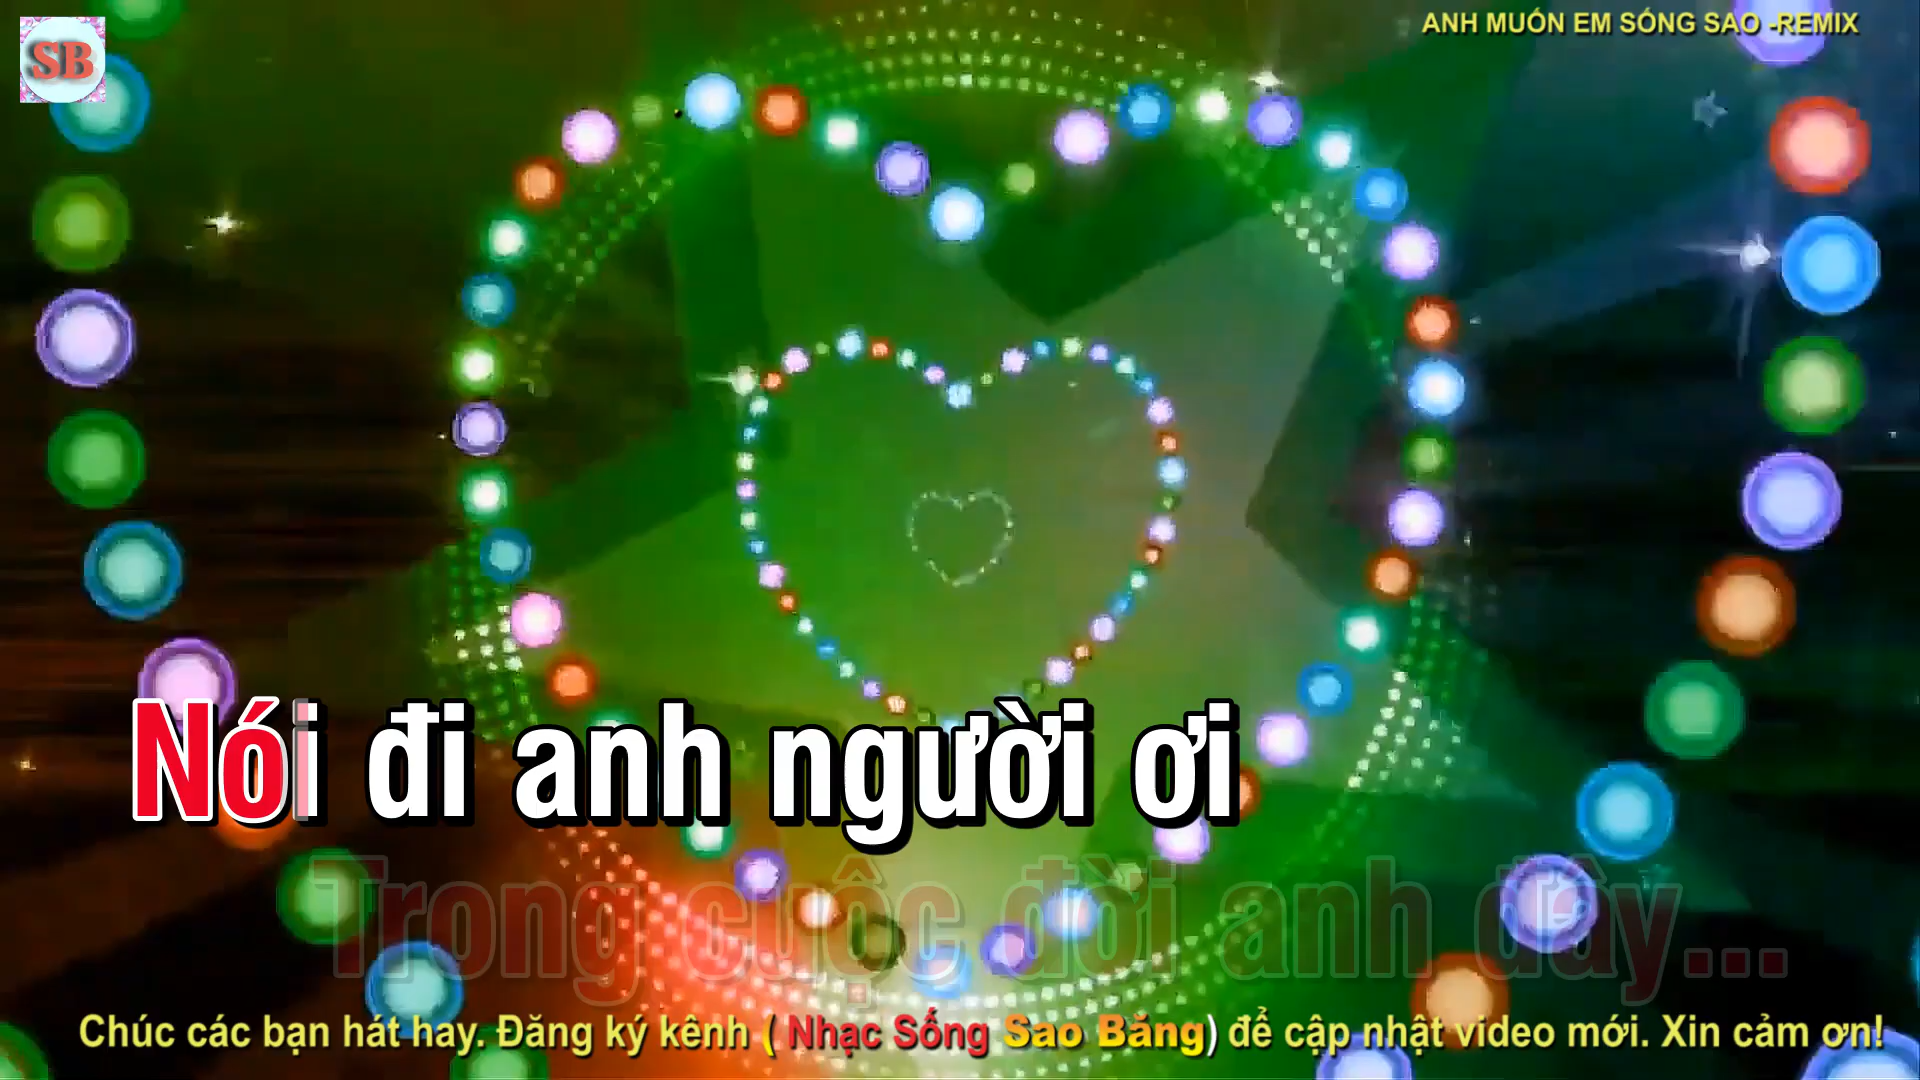 SB
ANH MUỐN EM SỐNG SAO -REMIX
Nói đi anh người ơi
Trong cuộc đời anh đây...
Chúc các bạn hát hay. Đăng ký kênh ( Nhạc Sống Sao Băng) để cập nhật video mới. Xin cảm ơn!